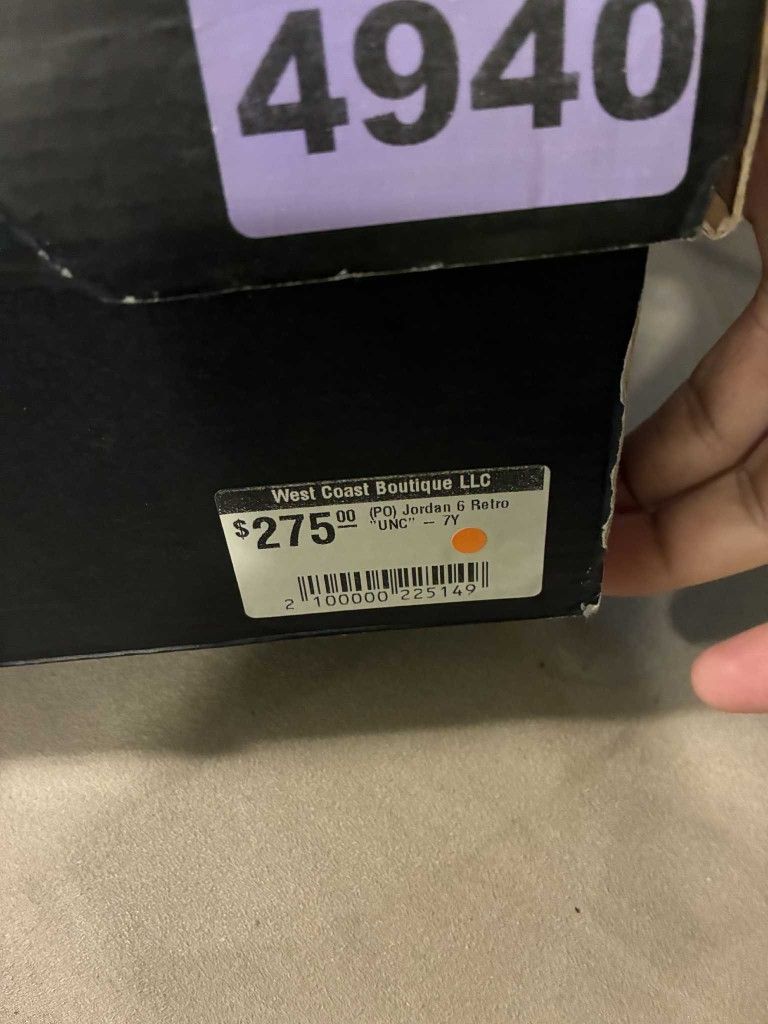 4940
West Coast Boutique LLC
$275.00 (PO) Jordan 6 Retro
"UNC" — 7Y
2 100000 225149